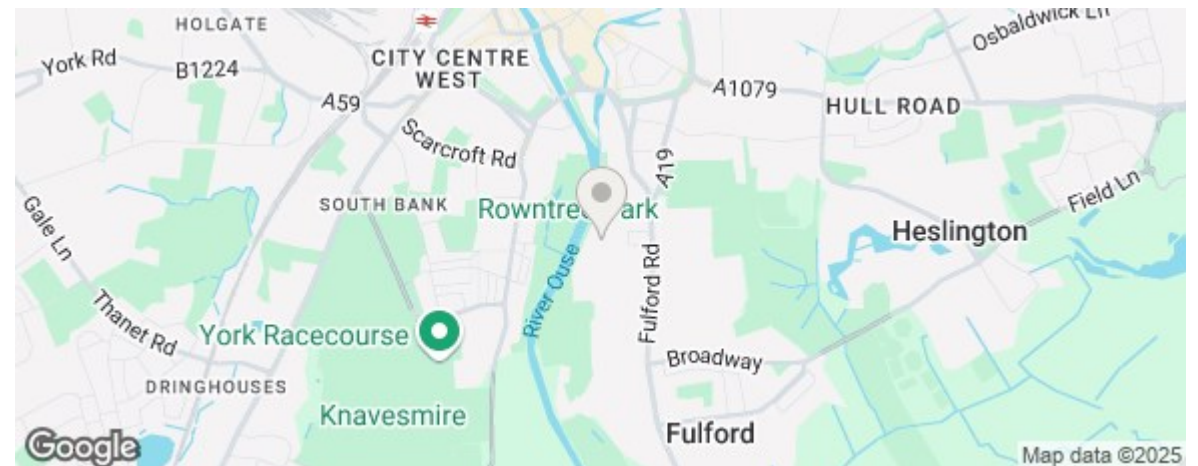 HOLGATE
York Rd
B1224
CITY CENTRE
WEST
A59
Scarcroft Rd
A1079
Osbaldwick Ln
HULL ROAD
A19
Gale Ln
SOUTH BANK
Rowntree Park
Field Ln
Heslington
River Ouse
Fulford Rd
Thanet Rd
York Racecourse
Broadway
DRINGHOUSES
Knavesmire
Fulford
Google
Map data ©2025